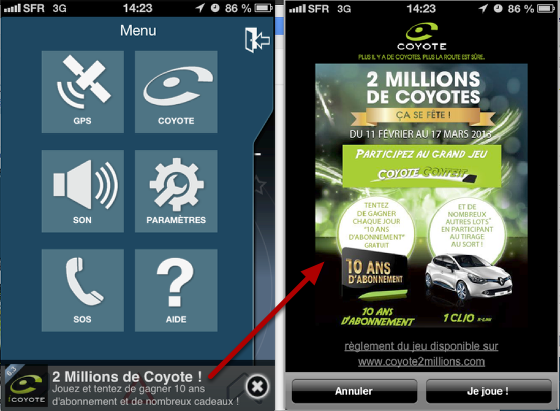 SFR 3G 14:23 86 %
Menu
GPS
COYOTE
SON
PARAMÈTRES
SOS
AIDE
2 Millions de Coyote !
Jouez et tentez de gagner 10 ans
d'abonnement et de nombreux cadeaux !
iCOYOTE
SFR 3G 14:23 86 %
COYOTE
PLUS IL Y A DE COYOTES, PLUS LA ROUTE EST SÛRE.
2 MILLIONS
DE COYOTES
ÇA SE FÊTE !
DU 11 FÉVRIER AU 17 MARS 2013
PARTICIPEZ AU GRAND JEU
COYOTE CONTEST
TENTEZ
DE GAGNER
CHAQUE JOUR
"10 ANS
D'ABONNEMENT"
GRATUIT
ET DE
NOMBREUX
AUTRES LOTS
EN PARTICIPANT
AU TIRAGE
AU SORT !
10 ANS
D'ABONNEMENT
10 ANS
D'ABONNEMENT
1 CLIO
règlement du jeu disponible sur
www.coyote2millions.com
Annuler
Je joue !